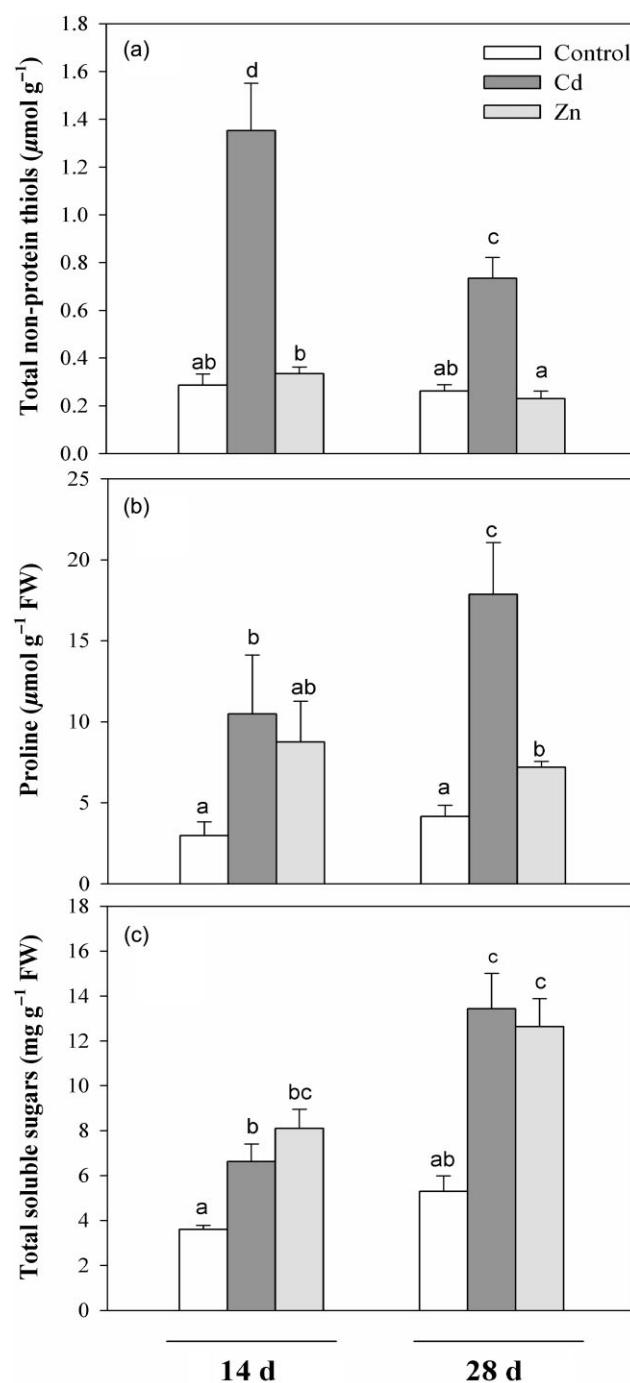 Total non-protein thiols (µmol g⁻¹)
1.8
1.6
1.4
1.2
1.0
0.8
0.6
0.4
0.2
0.0
(a)
Control
Cd
Zn
ab
d
b
ab
c
a
Proline (µmol g⁻¹ FW)
25
20
15
10
5
0
(b)
a
b
ab
a
c
b
Total soluble sugars (mg g⁻¹ FW)
18
16
14
12
10
8
6
4
2
0
(c)
a
b
bc
ab
c
c
14 d
28 d